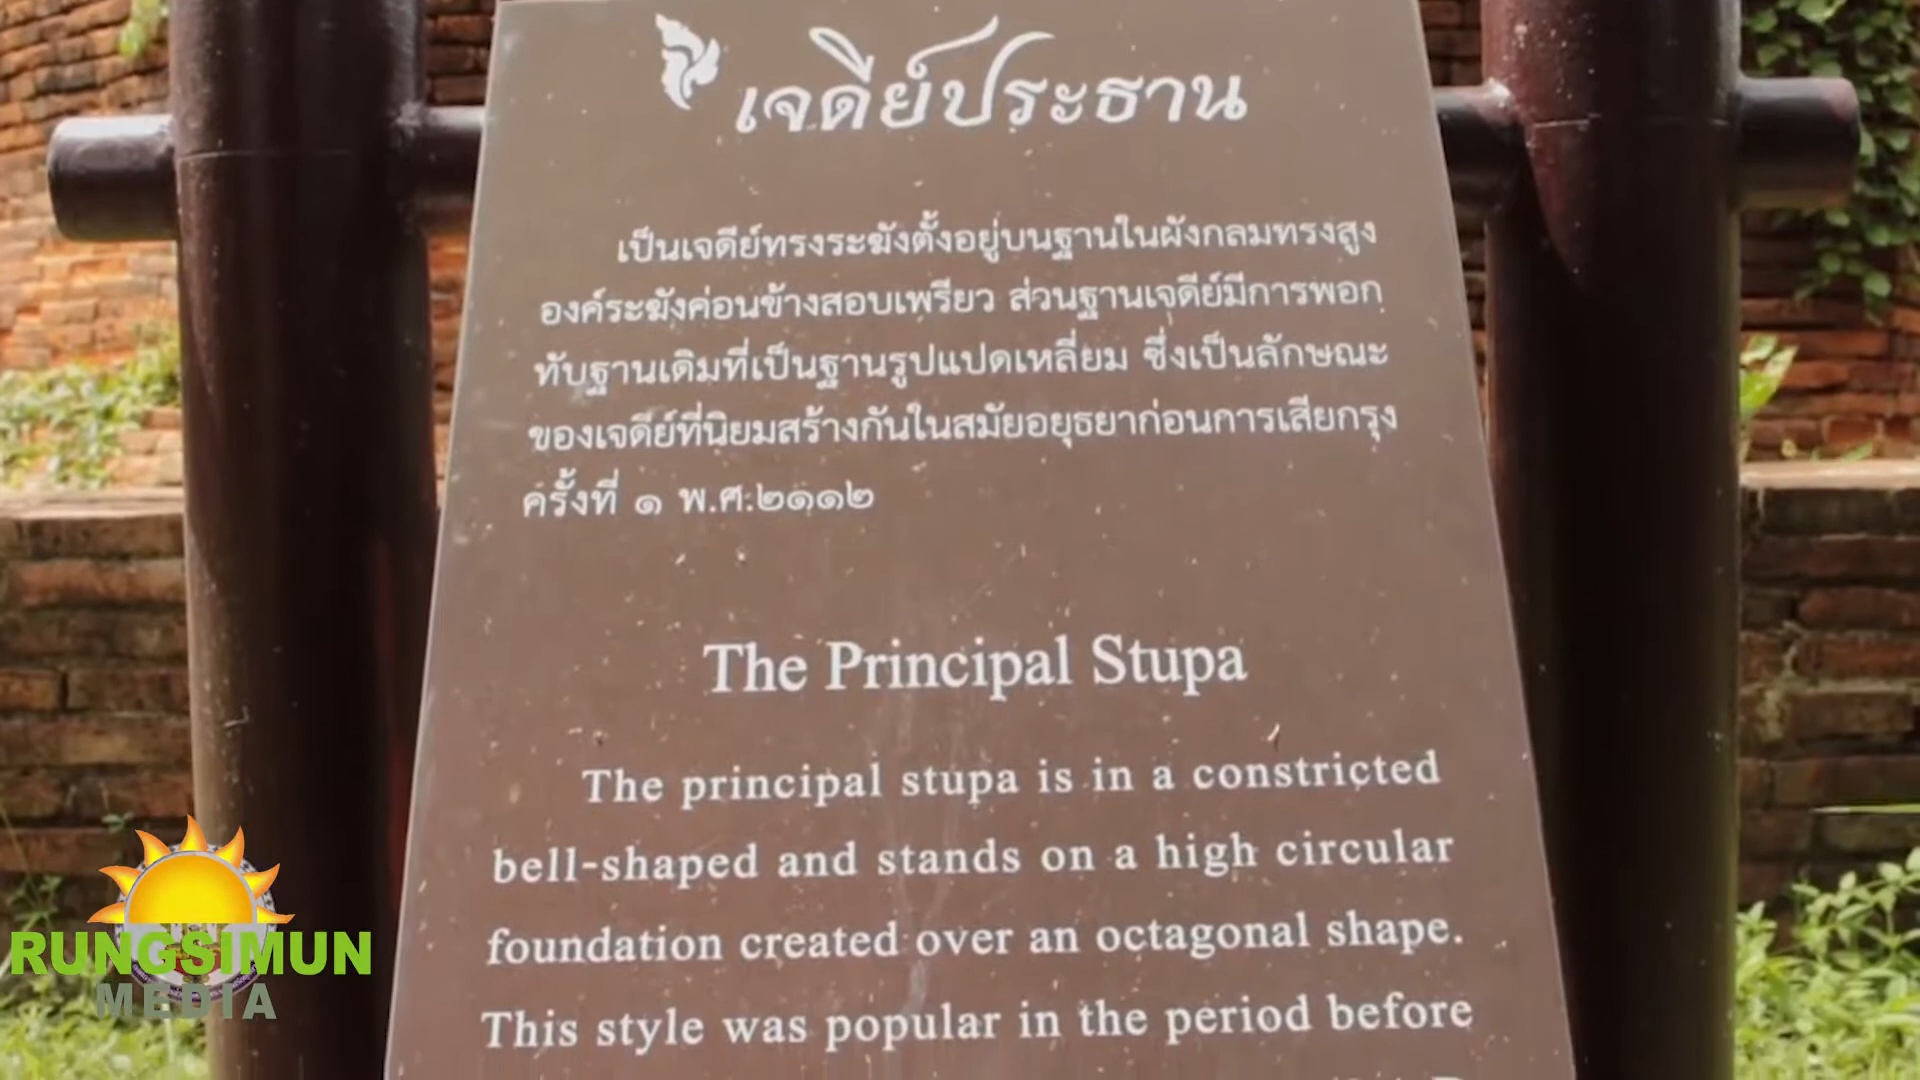 เจดีย์ประธาน
เป็นเจดีย์ทรงระฆังตั้งอยู่บนฐานในผังกลมทรงสูง
องค์ระฆังค่อนข้างสอบเพรียว ส่วนฐานเจดีย์มีการพอก
ทับฐานเดิมที่เป็นฐานรูปแปดเหลี่ยม ซึ่งเป็นลักษณะ
ของเจดีย์ที่นิยมสร้างกันในสมัยอยุธยาก่อนการเสียกรุง
ครั้งที่ ๑ พ.ศ.๒๑๑๒
The Principal Stupa
The principal stupa is in a constricted
bell-shaped and stands on a high circular
foundation created over an octagonal shape.
This style was popular in the period before
RUNGSIMUN
MEDIA